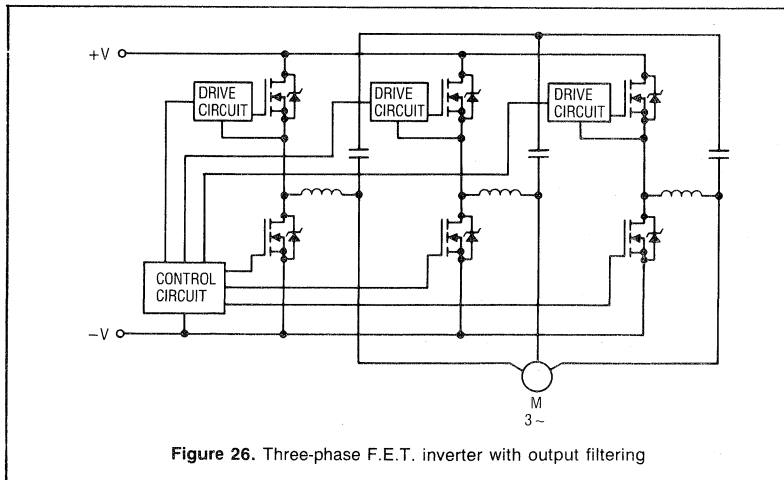 +V
DRIVE
CIRCUIT
DRIVE
CIRCUIT
DRIVE
CIRCUIT
CONTROL
CIRCUIT
−V
M
3~
Figure 26. Three-phase F.E.T. inverter with output filtering